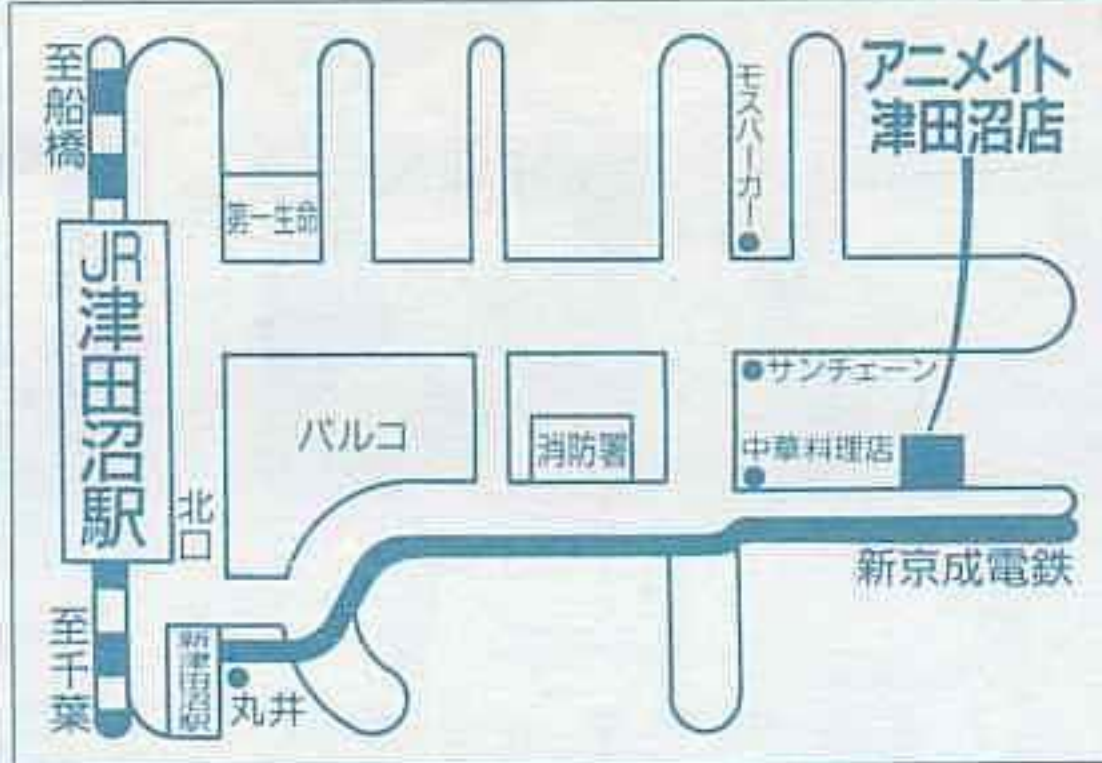 至船橋
JR津田沼駅
至千葉
北口
第一生命
モスバーガー
アニメイト
津田沼店
パルコ
消防署
サンチェーン
中華料理店
新京成電鉄
新津田沼駅
丸井